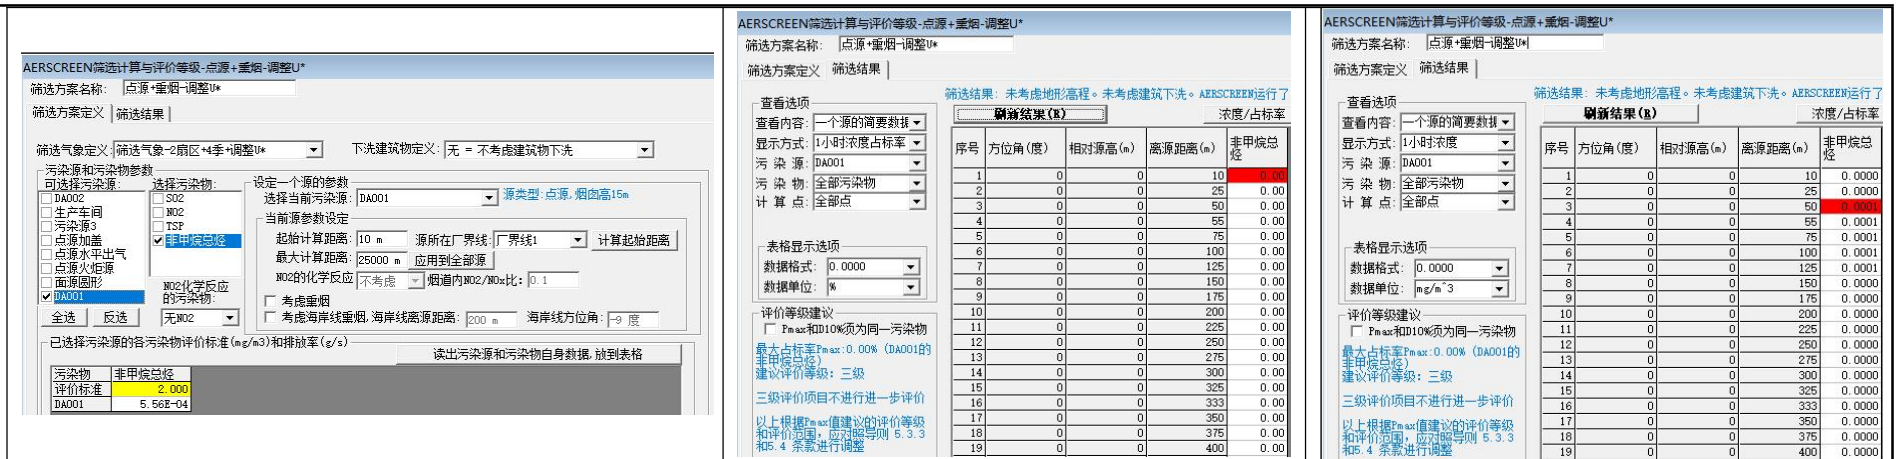 AERSCREEN筛选计算与评价等级-点源+熏烟-调整U*
筛选方案名称: 点源+熏烟-调整U*
筛选方案定义 筛选结果
筛选气象定义: 筛选气象-2扇区+4季+调整U* 下洗建筑物定义: 无 = 不考虑建筑物下洗
污染源和污染物参数
可选择污染源: 选择污染物:
DA002
生产车间
污染源3
点源加盖
点源水平出气
点源火炬源
面源圆形
DA001
SO2
NO2
TSP
非甲烷总烃
NO2化学反应
的污染物:
全选 反选 无NO2
设定一个源的参数
选择当前污染源: DA001 源类型:点源,烟囱高15m
当前源参数设定
起始计算距离: 10 m 源所在厂界线: 厂界线1 计算起始距离
最大计算距离: 25000 m 应用到全部源
NO2的化学反应 不考虑 烟道内NO2/NOx比: 0.1
考虑熏烟
考虑海岸线熏烟,海岸线离源距离: 200 m 海岸线方位角: -9 度
已选择污染源的各污染物评价标准(mg/m3)和排放率(g/s)
读出污染源和污染物自身数据,放到表格
污染物 非甲烷总烃
评价标准 2.000
DA001 5.56E-04
AERSCREEN筛选计算与评价等级-点源+熏烟-调整U*
筛选方案名称: 点源+熏烟-调整U*
筛选方案定义 筛选结果
筛选结果: 未考虑地形高程。未考虑建筑下洗。AERSCREEN运行了
查看选项
查看内容: 一个源的简要数据
显示方式: 1小时浓度占标率
污 染 源: DA001
污 染 物: 全部污染物
计 算 点: 全部点
表格显示选项
数据格式: 0.0000
数据单位: %
评价等级建议
Pmax和D10%须为同一污染物
最大占标率Pmax:0.00% (DA001的
非甲烷总烃)
建议评价等级: 三级
三级评价项目不进行进一步评价
以上根据Pmax值建议的评价等级
和评价范围, 应对照导则 5.3.3
和5.4 条款进行调整
刷新结果(R) 浓度/占标率
序号 方位角(度) 相对源高(m) 离源距离(m) 非甲烷总烃
1 0 0 10 0.00
2 0 0 25 0.00
3 0 0 50 0.00
4 0 0 55 0.00
5 0 0 75 0.00
6 0 0 100 0.00
7 0 0 125 0.00
8 0 0 150 0.00
9 0 0 175 0.00
10 0 0 200 0.00
11 0 0 225 0.00
12 0 0 250 0.00
13 0 0 275 0.00
14 0 0 300 0.00
15 0 0 325 0.00
16 0 0 333 0.00
17 0 0 350 0.00
18 0 0 375 0.00
19 0 0 400 0.00
AERSCREEN筛选计算与评价等级-点源+熏烟-调整U*
筛选方案名称: 点源+熏烟-调整U*
筛选方案定义 筛选结果
筛选结果: 未考虑地形高程。未考虑建筑下洗。AERSCREEN运行了
查看选项
查看内容: 一个源的简要数据
显示方式: 1小时浓度
污 染 源: DA001
污 染 物: 全部污染物
计 算 点: 全部点
表格显示选项
数据格式: 0.0000
数据单位: mg/m^3
评价等级建议
Pmax和D10%须为同一污染物
最大占标率Pmax:0.00% (DA001的
非甲烷总烃)
建议评价等级: 三级
三级评价项目不进行进一步评价
以上根据Pmax值建议的评价等级
和评价范围, 应对照导则 5.3.3
和5.4 条款进行调整
刷新结果(R) 浓度/占标率
序号 方位角(度) 相对源高(m) 离源距离(m) 非甲烷总烃
1 0 0 10 0.0000
2 0 0 25 0.0000
3 0 0 50 0.0001
4 0 0 55 0.0001
5 0 0 75 0.0001
6 0 0 100 0.0001
7 0 0 125 0.0001
8 0 0 150 0.0001
9 0 0 175 0.0000
10 0 0 200 0.0000
11 0 0 225 0.0000
12 0 0 250 0.0000
13 0 0 275 0.0000
14 0 0 300 0.0000
15 0 0 325 0.0000
16 0 0 333 0.0000
17 0 0 350 0.0000
18 0 0 375 0.0000
19 0 0 400 0.0000